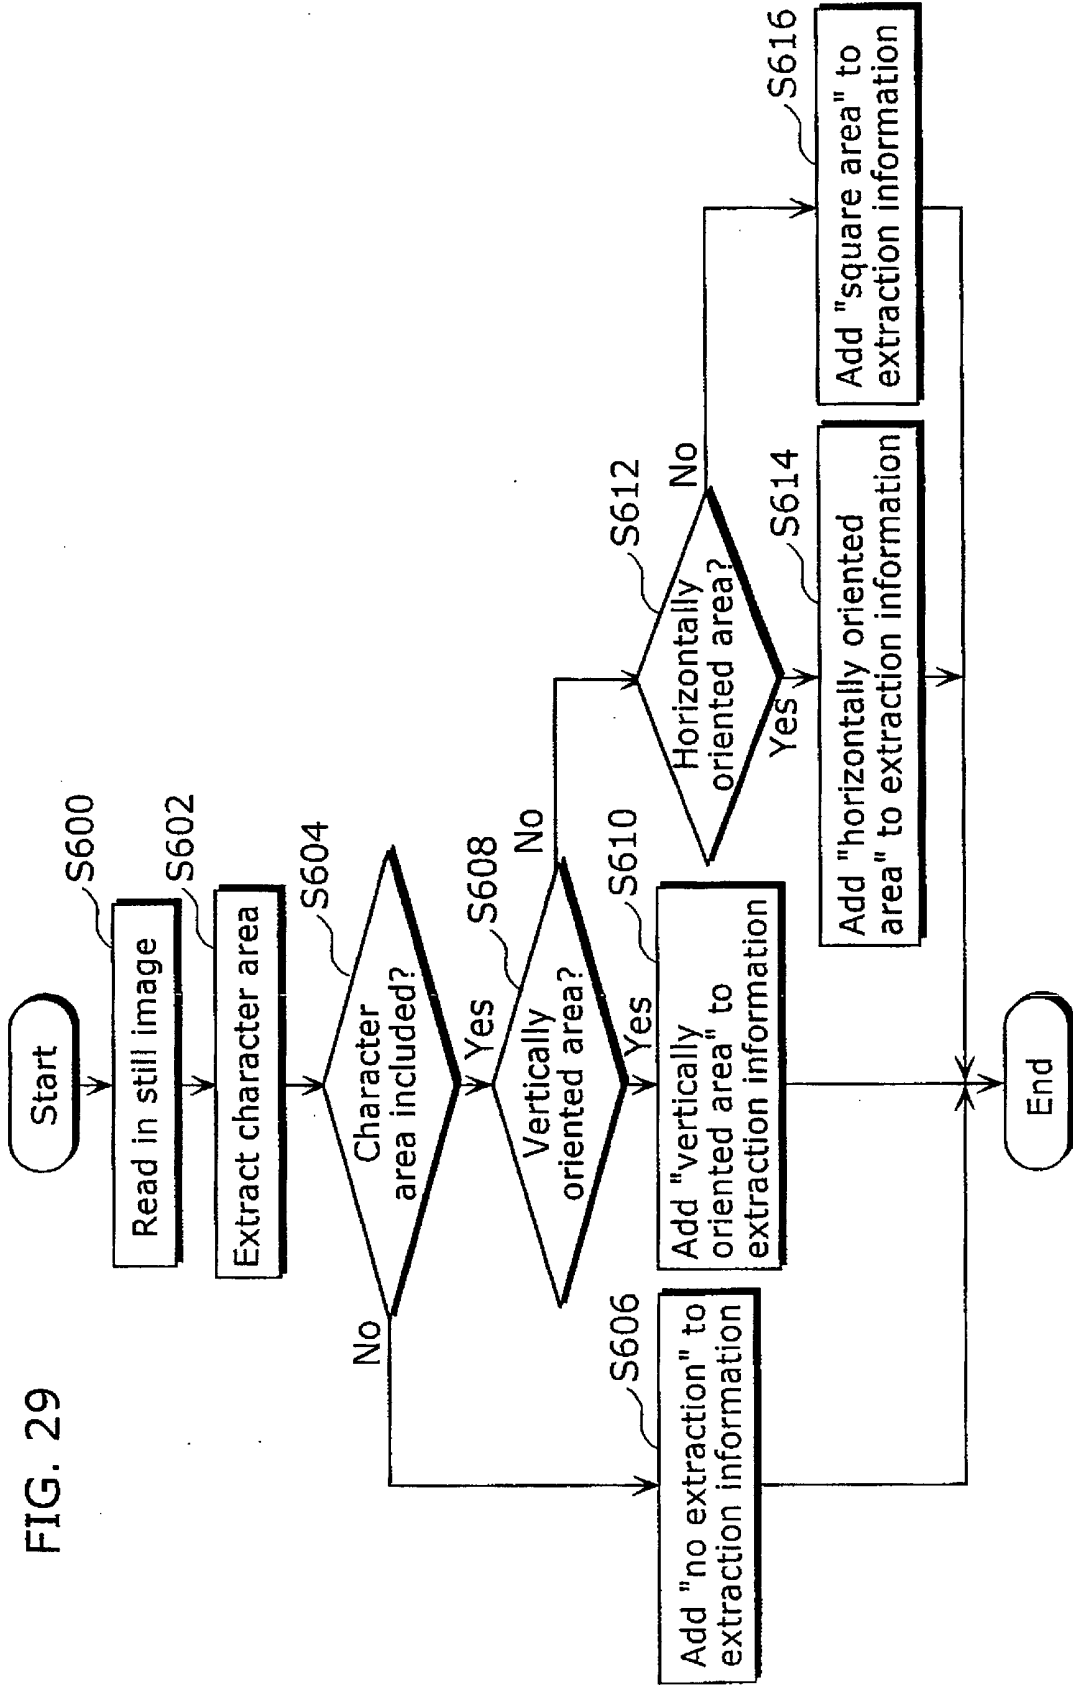 FIG. 29
Start
S600
Read in still image
S602
Extract character area
S604
Character
area included?
No
Yes
S608
Vertically
oriented area?
No
Yes
S606
Add "no extraction" to
extraction information
S610
Add "vertically
oriented area" to
extraction information
S612
Horizontally
oriented area?
No
Yes
S614
Add "horizontally oriented
area" to extraction information
S616
Add "square area" to
extraction information
End